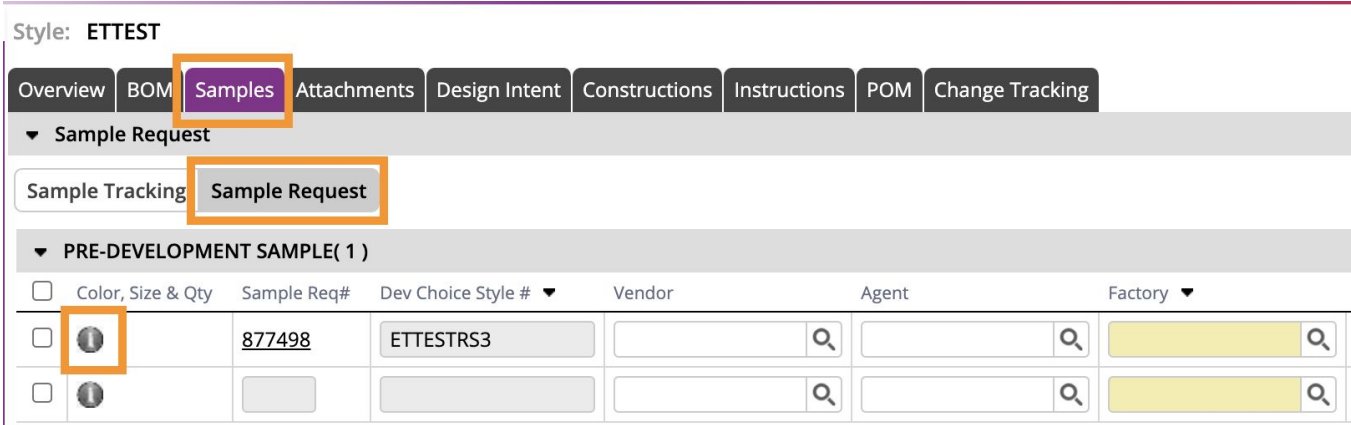 Style: ETTEST
Overview BOM Samples Attachments Design Intent Constructions Instructions POM Change Tracking
Sample Request
Sample Tracking Sample Request
PRE-DEVELOPMENT SAMPLE( 1 )
Color, Size & Qty Sample Req# Dev Choice Style # Vendor Agent Factory
877498 ETTESTRS3